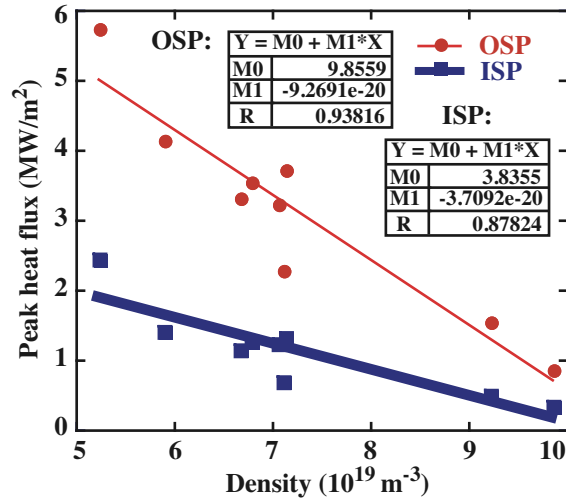 OSP:
Y = M0 + M1*X
M0 9.8559
M1 -9.2691e-20
R 0.93816
OSP
ISP
ISP:
Y = M0 + M1*X
M0 3.8355
M1 -3.7092e-20
R 0.87824
Peak heat flux (MW/m²)
6
5
4
3
2
1
0
5 6 7 8 9 10
Density (10¹⁹ m⁻³)